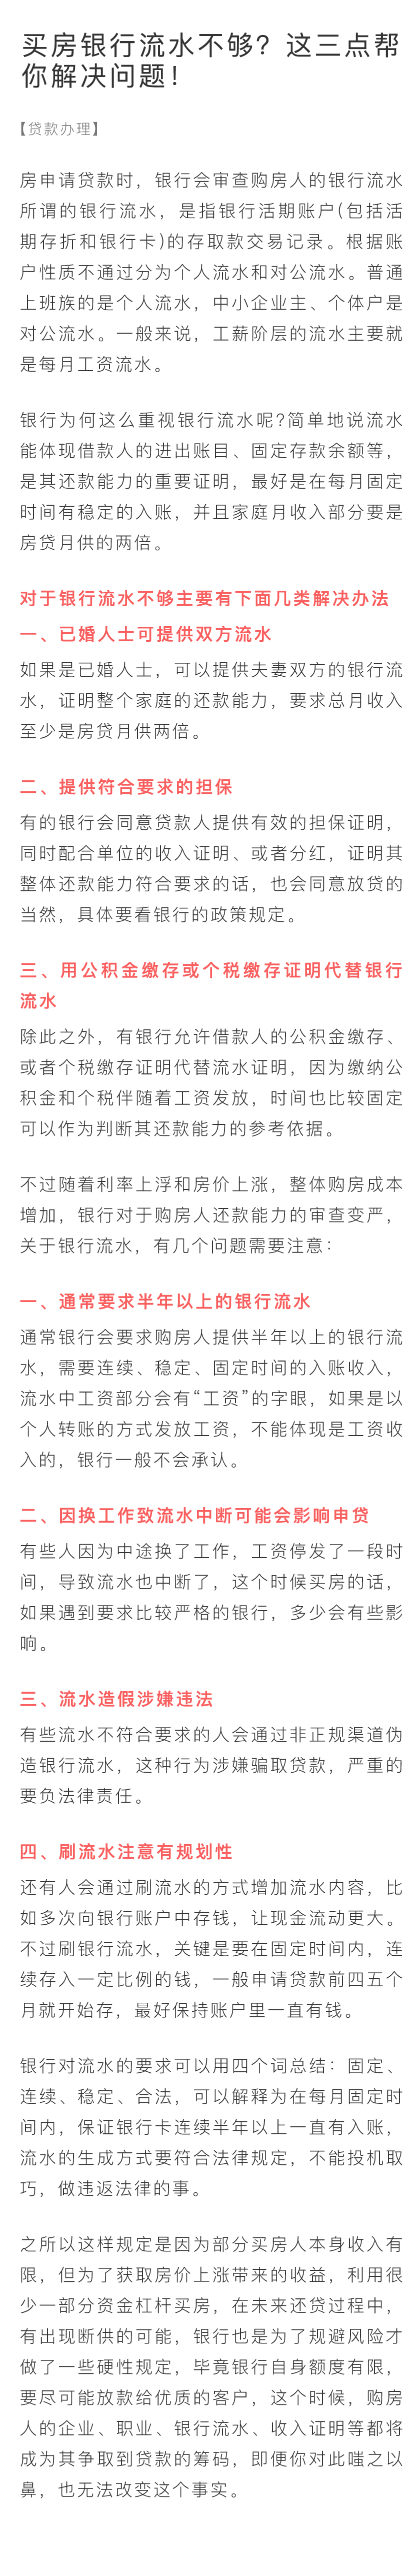 买房银行流水不够？这三点帮
你解决问题！
【贷款办理】
房申请贷款时，银行会审查购房人的银行流水
所谓的银行流水，是指银行活期账户(包括活
期存折和银行卡)的存取款交易记录。根据账
户性质不通过分为个人流水和对公流水。普通
上班族的是个人流水，中小企业主、个体户是
对公流水。一般来说，工薪阶层的流水主要就
是每月工资流水。
银行为何这么重视银行流水呢?简单地说流水
能体现借款人的进出账目、固定存款余额等，
是其还款能力的重要证明，最好是在每月固定
时间有稳定的入账，并且家庭月收入部分要是
房贷月供的两倍。
对于银行流水不够主要有下面几类解决办法
一、已婚人士可提供双方流水
如果是已婚人士，可以提供夫妻双方的银行流
水，证明整个家庭的还款能力，要求总月收入
至少是房贷月供两倍。
二、提供符合要求的担保
有的银行会同意贷款人提供有效的担保证明，
同时配合单位的收入证明、或者分红，证明其
整体还款能力符合要求的话，也会同意放贷的
当然，具体要看银行的政策规定。
三、用公积金缴存或个税缴存证明代替银行
流水
除此之外，有银行允许借款人的公积金缴存、
或者个税缴存证明代替流水证明，因为缴纳公
积金和个税伴随着工资发放，时间也比较固定
可以作为判断其还款能力的参考依据。
不过随着利率上浮和房价上涨，整体购房成本
增加，银行对于购房人还款能力的审查变严，
关于银行流水，有几个问题需要注意：
一、通常要求半年以上的银行流水
通常银行会要求购房人提供半年以上的银行流
水，需要连续、稳定、固定时间的入账收入，
流水中工资部分会有“工资”的字眼，如果是以
个人转账的方式发放工资，不能体现是工资收
入的，银行一般不会承认。
二、因换工作致流水中断可能会影响申贷
有些人因为中途换了工作，工资停发了一段时
间，导致流水也中断了，这个时候买房的话，
如果遇到要求比较严格的银行，多少会有些影
响。
三、流水造假涉嫌违法
有些流水不符合要求的人会通过非正规渠道伪
造银行流水，这种行为涉嫌骗取贷款，严重的
要负法律责任。
四、刷流水注意有规划性
还有人会通过刷流水的方式增加流水内容，比
如多次向银行账户中存钱，让现金流动更大。
不过刷银行流水，关键是要在固定时间内，连
续存入一定比例的钱，一般申请贷款前四五个
月就开始存，最好保持账户里一直有钱。
银行对流水的要求可以用四个词总结：固定、
连续、稳定、合法，可以解释为在每月固定时
间内，保证银行卡连续半年以上一直有入账，
流水的生成方式要符合法律规定，不能投机取
巧，做违返法律的事。
之所以这样规定是因为部分买房人本身收入有
限，但为了获取房价上涨带来的收益，利用很
少一部分资金杠杆买房，在未来还贷过程中，
有出现断供的可能，银行也是为了规避风险才
做了一些硬性规定，毕竟银行自身额度有限，
要尽可能放款给优质的客户，这个时候，购房
人的企业、职业、银行流水、收入证明等都将
成为其争取到贷款的筹码，即便你对此嗤之以
鼻，也无法改变这个事实。